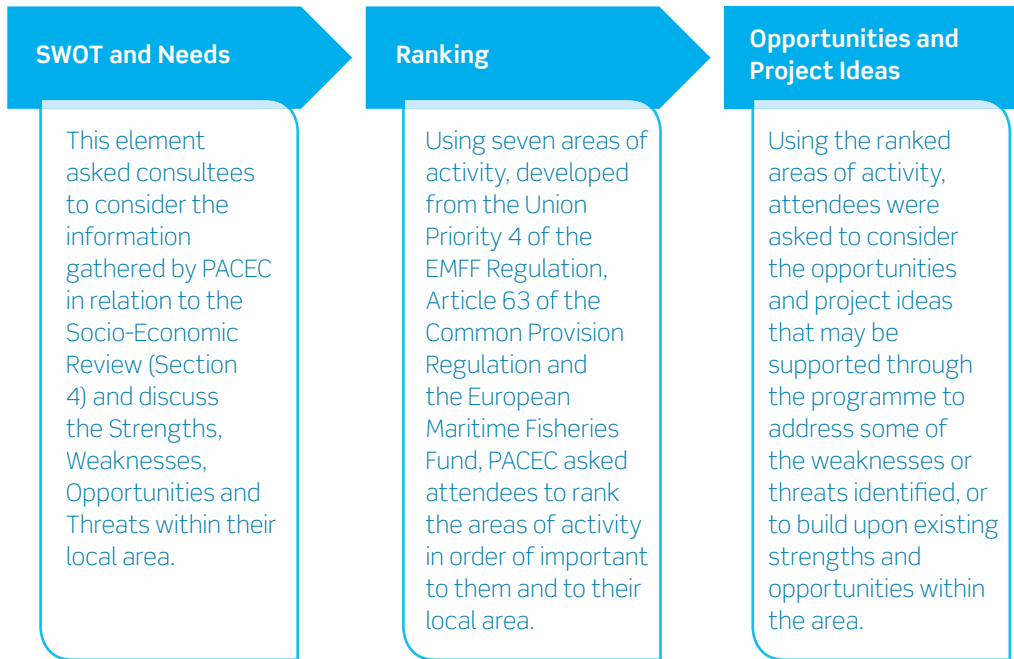 SWOT and Needs
This element
asked consultees
to consider the
information
gathered by PACEC
in relation to the
Socio-Economic
Review (Section
4) and discuss
the Strengths,
Weaknesses,
Opportunities and
Threats within their
local area.
Ranking
Using seven areas of
activity, developed
from the Union
Priority 4 of the
EMFF Regulation,
Article 63 of the
Common Provision
Regulation and
the European
Maritime Fisheries
Fund, PACEC asked
attendees to rank
the areas of activity
in order of important
to them and to their
local area.
Opportunities and
Project Ideas
Using the ranked
areas of activity,
attendees were
asked to consider
the opportunities
and project ideas
that may be
supported through
the programme to
address some of
the weaknesses or
threats identified, or
to build upon existing
strengths and
opportunities within
the area.